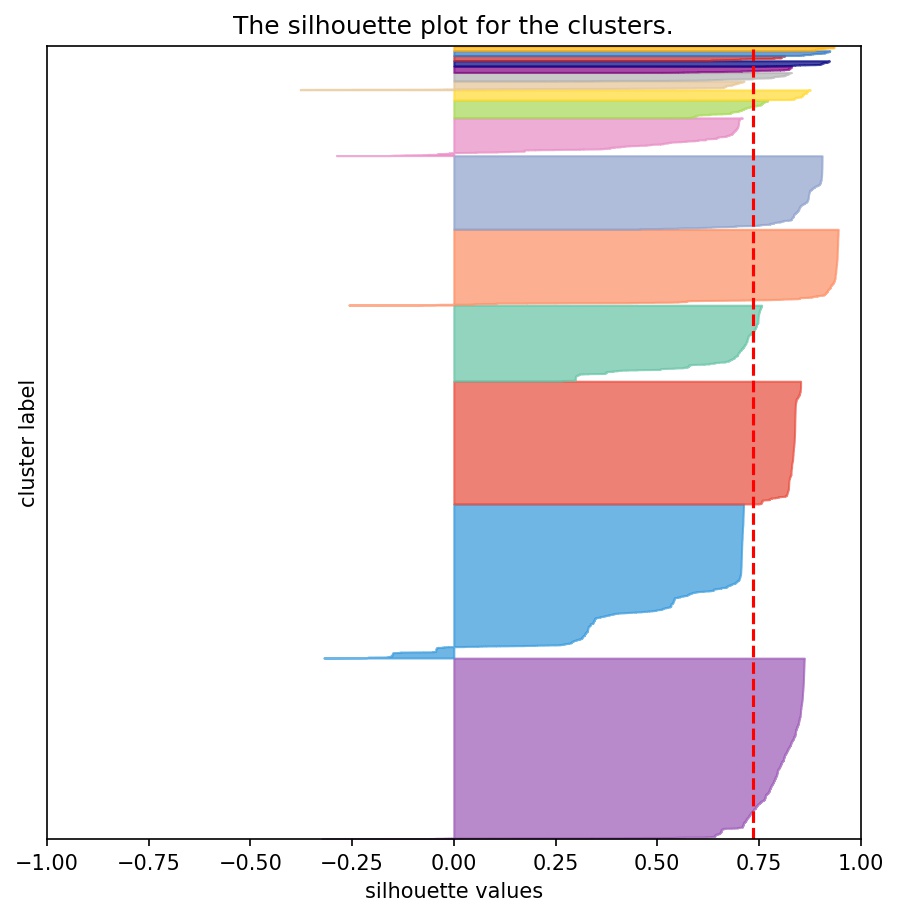 The silhouette plot for the clusters.
cluster label
−1.00 −0.75 −0.50 −0.25 0.00 0.25 0.50 0.75 1.00
silhouette values